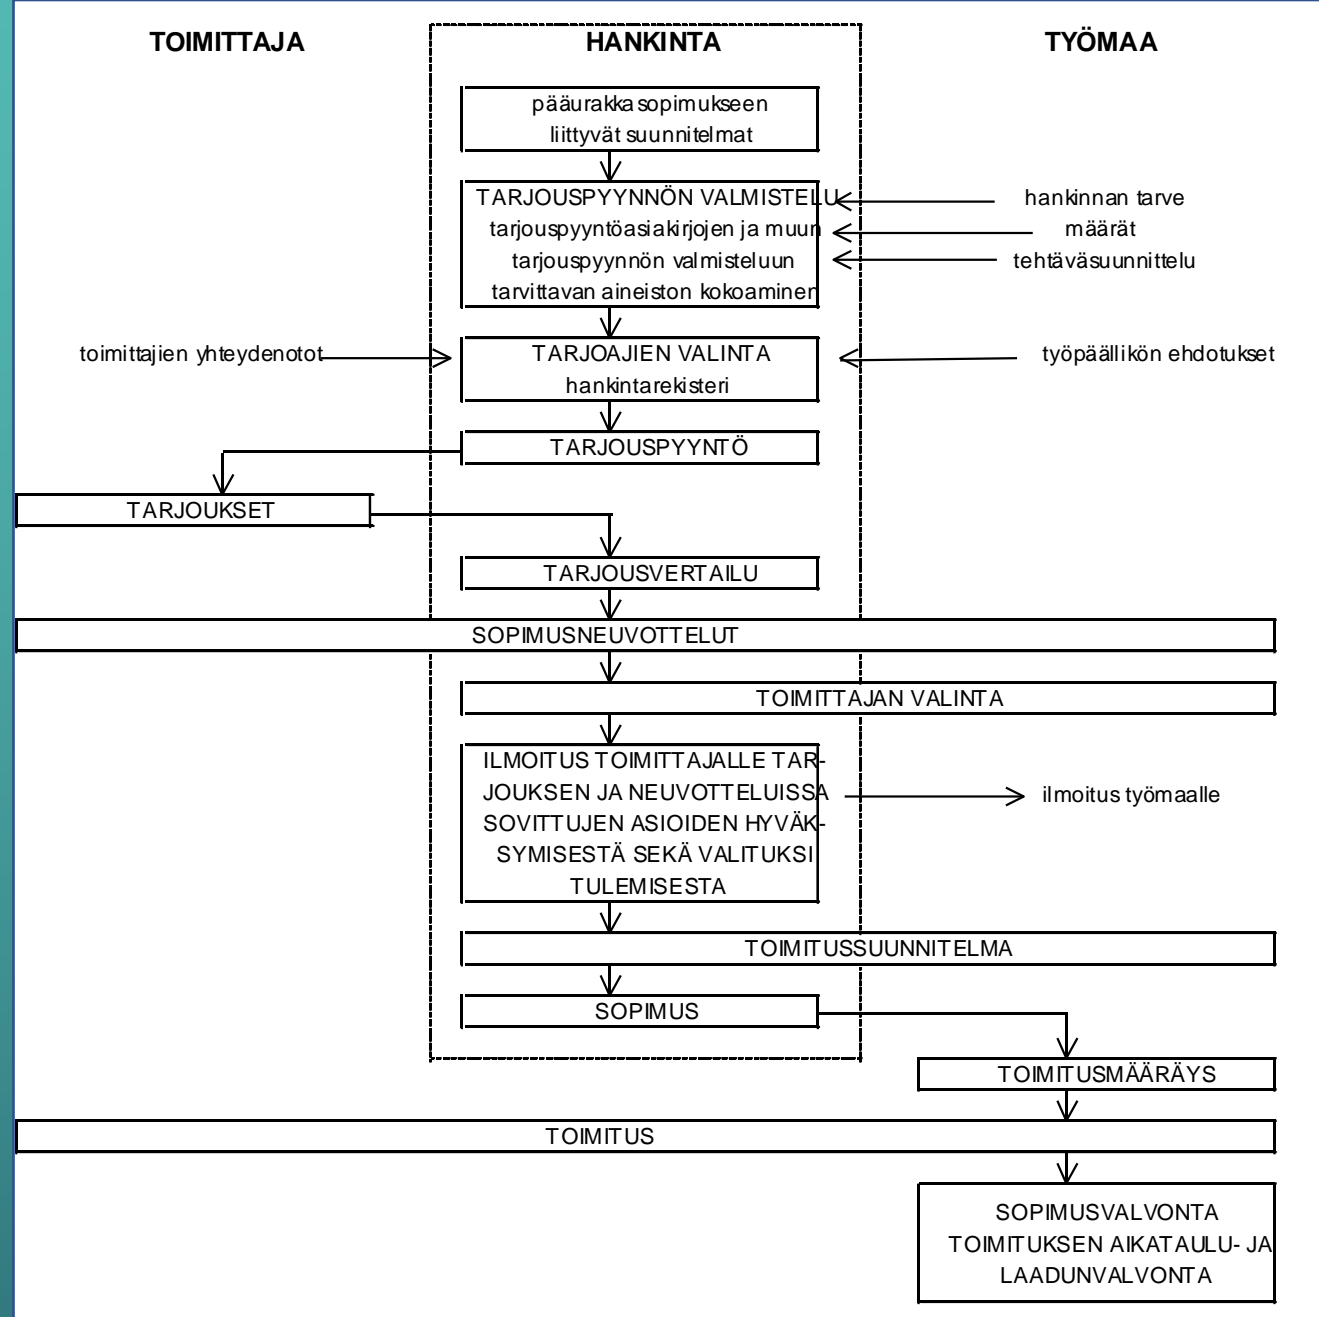 TOIMITTAJA
HANKINTA
TYÖMAA
pääurakkasopimukseen
liittyvät suunnitelmat
TARJOUSPYYNNÖN VALMISTELU
tarjouspyyntöasiakirjojen ja muun
tarjouspyynnön valmisteluun
tarvittavan aineiston kokoaminen
hankinnan tarve
määrät
tehtäväsuunnittelu
toimittajien yhteydenotot
TARJOAJIEN VALINTA
hankintarekisteri
työpäällikön ehdotukset
TARJOUSPYYNTÖ
TARJOUKSET
TARJOUSVERTAILU
SOPIMUSNEUVOTTELUT
TOIMITTAJAN VALINTA
ILMOITUS TOIMITTAJALLE TAR-
JOUKSEN JA NEUVOTTELUISSA
SOVITTUJEN ASIOIDEN HYVÄK-
SYMISESTÄ SEKÄ VALITUKSI
TULEMISESTA
ilmoitus työmaalle
TOIMITUSSUUNNITELMA
SOPIMUS
TOIMITUSMÄÄRÄYS
TOIMITUS
SOPIMUSVALVONTA
TOIMITUKSEN AIKATAULU- JA
LAADUNVALVONTA